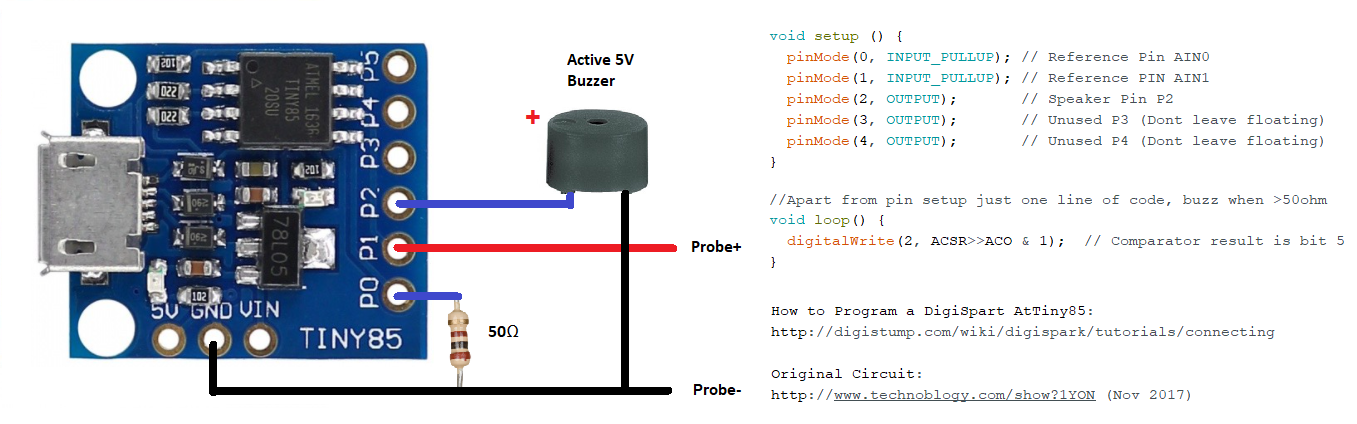 Active 5V
Buzzer
+
P5
P4
P3
P2
P1
P0
ATMEL 1636
TINY85
20SU
78L05
102
5V GND VIN
TINY85
50Ω
Probe+
Probe-
void setup () {
pinMode(0, INPUT_PULLUP); // Reference Pin AIN0
pinMode(1, INPUT_PULLUP); // Reference PIN AIN1
pinMode(2, OUTPUT); // Speaker Pin P2
pinMode(3, OUTPUT); // Unused P3 (Dont leave floating)
pinMode(4, OUTPUT); // Unused P4 (Dont leave floating)
}
//Apart from pin setup just one line of code, buzz when >50ohm
void loop() {
digitalWrite(2, ACSR>>ACO & 1); // Comparator result is bit 5
}
How to Program a DigiSpart AtTiny85:
http://digistump.com/wiki/digispark/tutorials/connecting
Original Circuit:
http://www.technoblogy.com/show?1YON (Nov 2017)